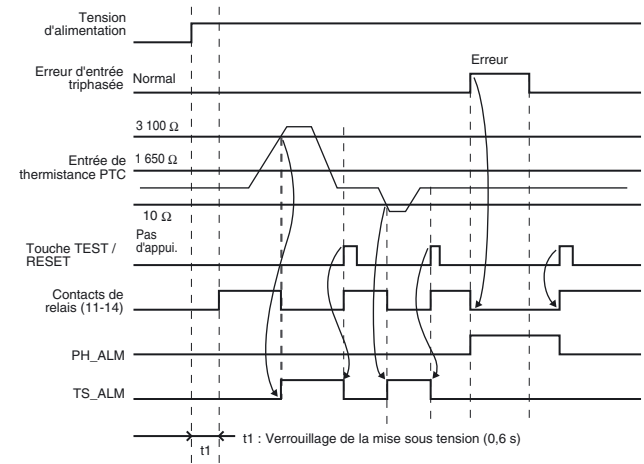 Tension
d'alimentation
Erreur
Erreur d'entrée
triphasée
Normal
3 100 Ω
Entrée de
thermistance PTC
1 650 Ω
10 Ω
Touche TEST /
RESET
Pas
d'appui.
Contacts de
relais (11-14)
PH_ALM
TS_ALM
t1
t1 : Verrouillage de la mise sous tension (0,6 s)